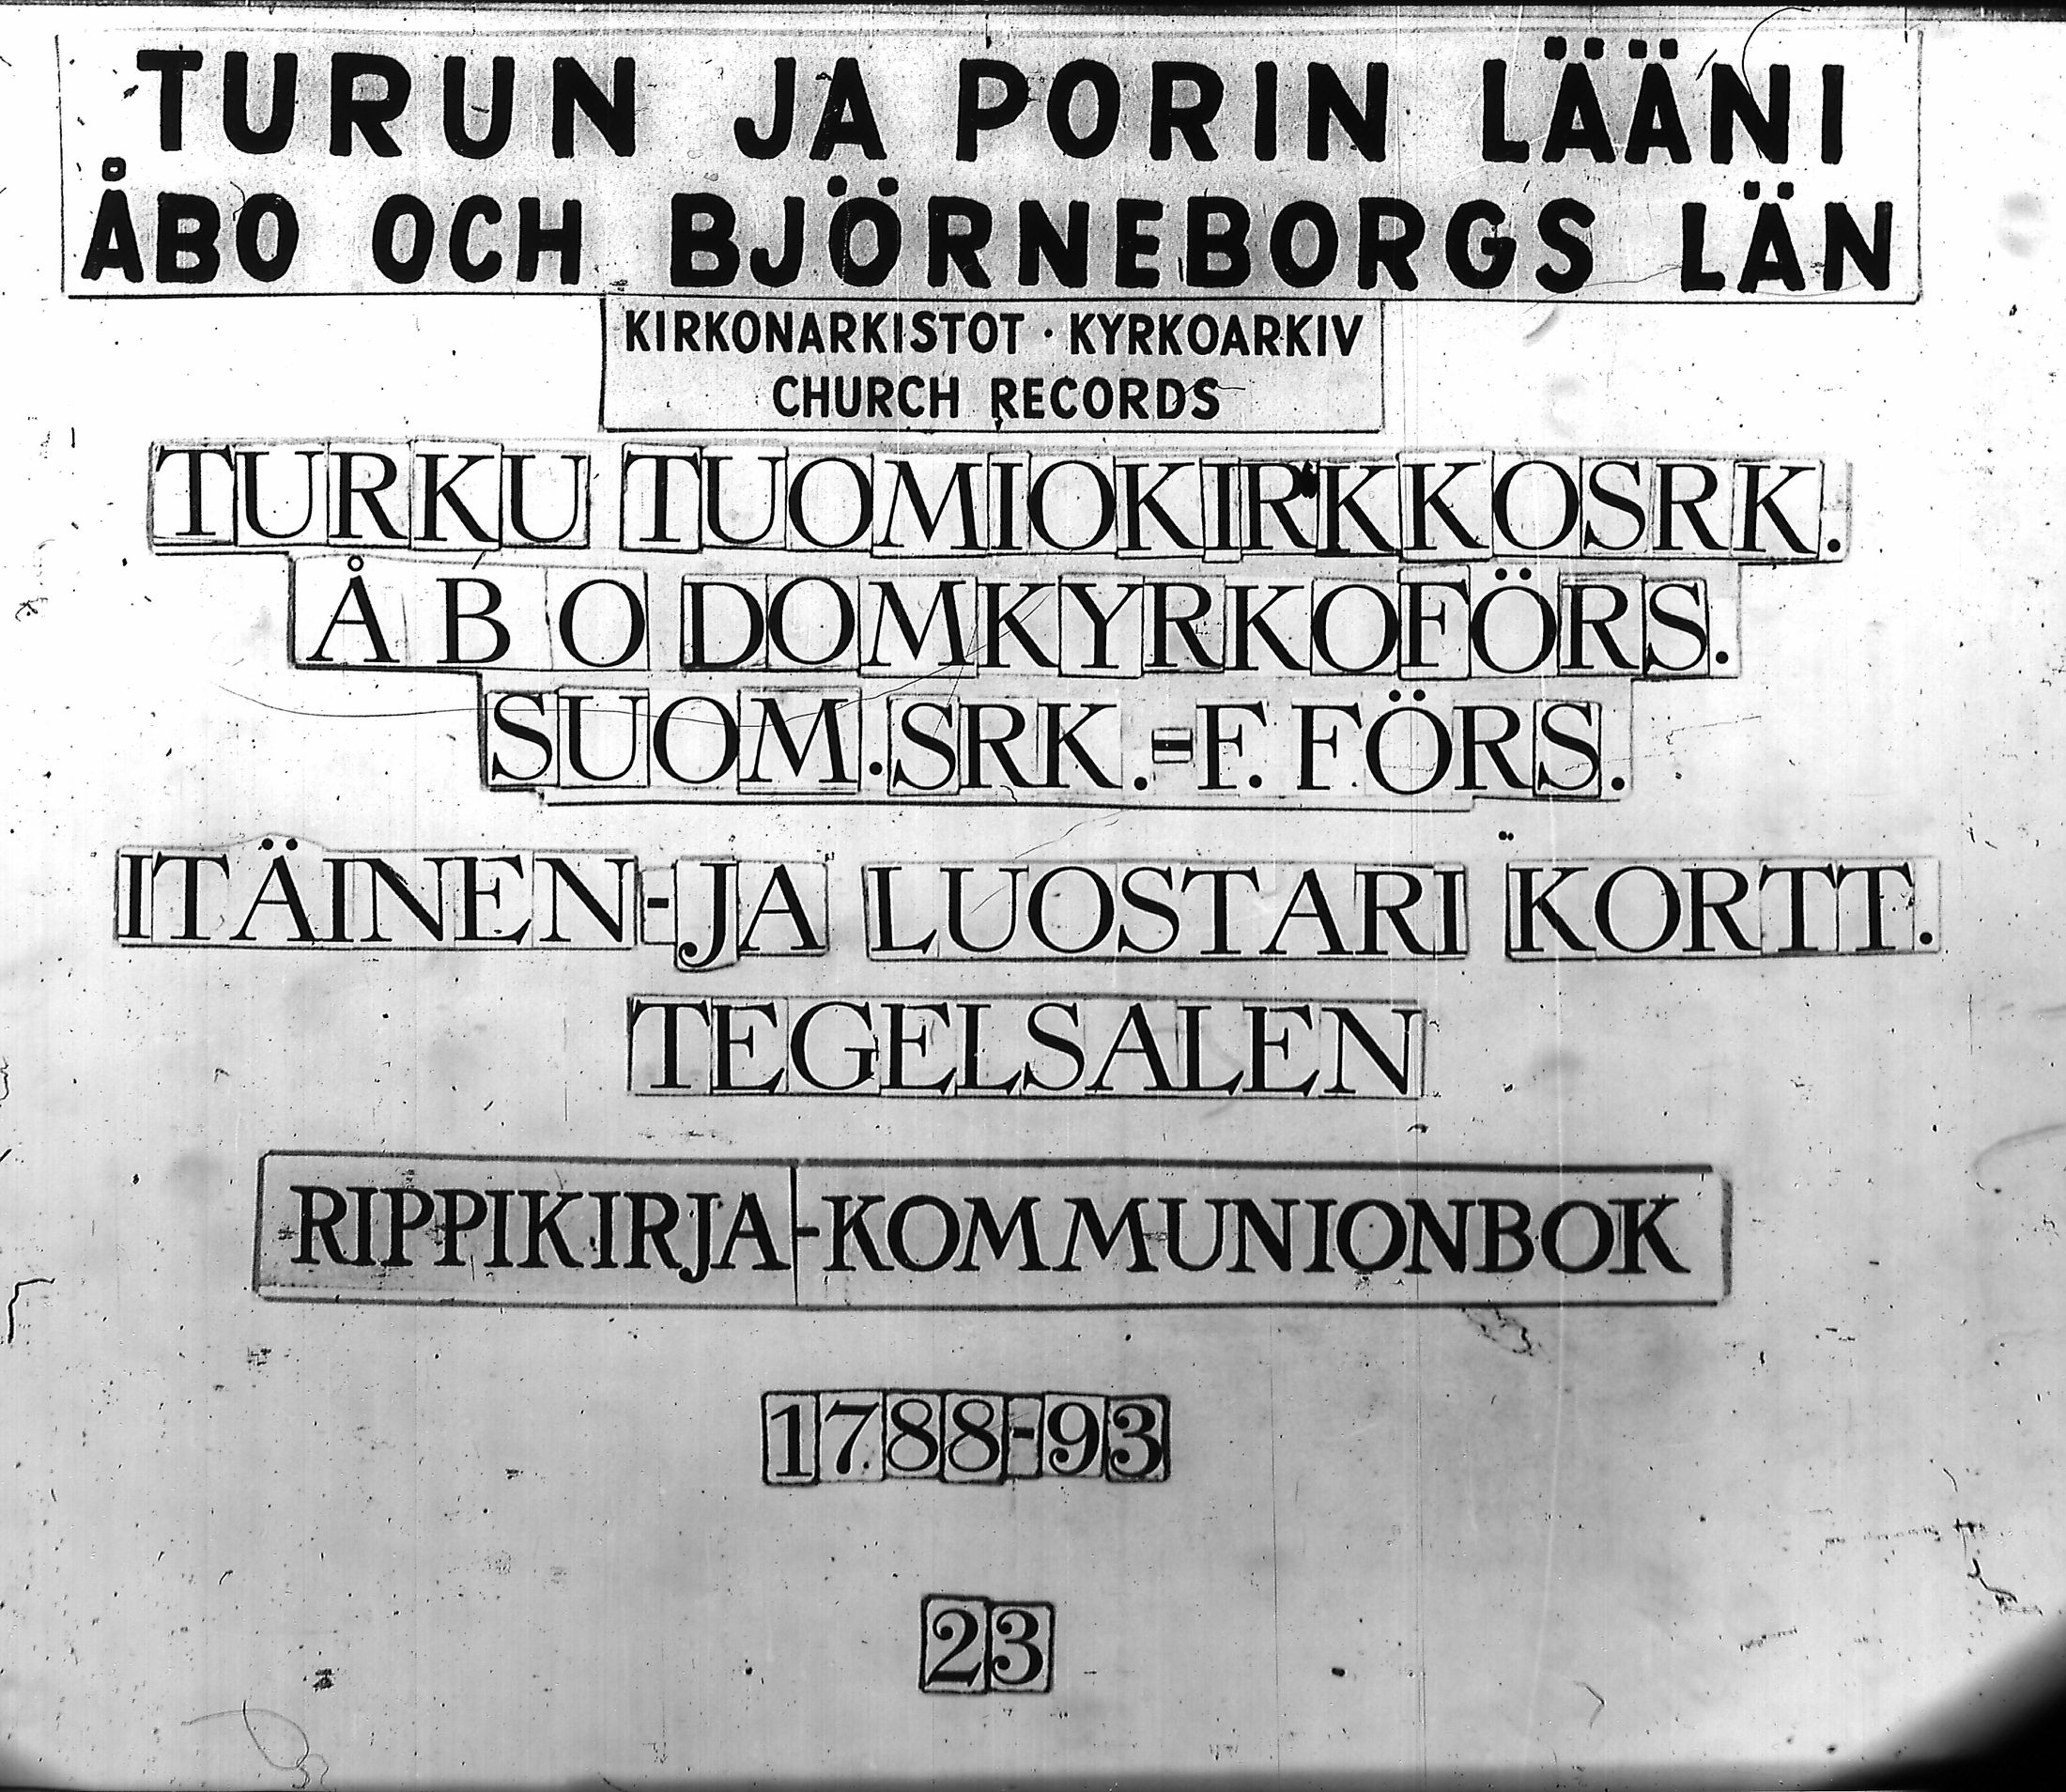 TURUN JA PORIN LÄÄNI
ÅBO OCH BJÖRNEBORGS LÄN
KIRKONARKISTOT · KYRKOARKIV
CHURCH RECORDS
TURKU TUOMIOKIRKKOSRK.
ÅBO DOMKYRKOFÖRS.
SUOM.SRK.=F. FÖRS.
ITÄINEN-JA LUOSTARI KORTT.
TEGELSALEN
RIPPIKIRJA-KOMMUNIONBOK
1788-93
23